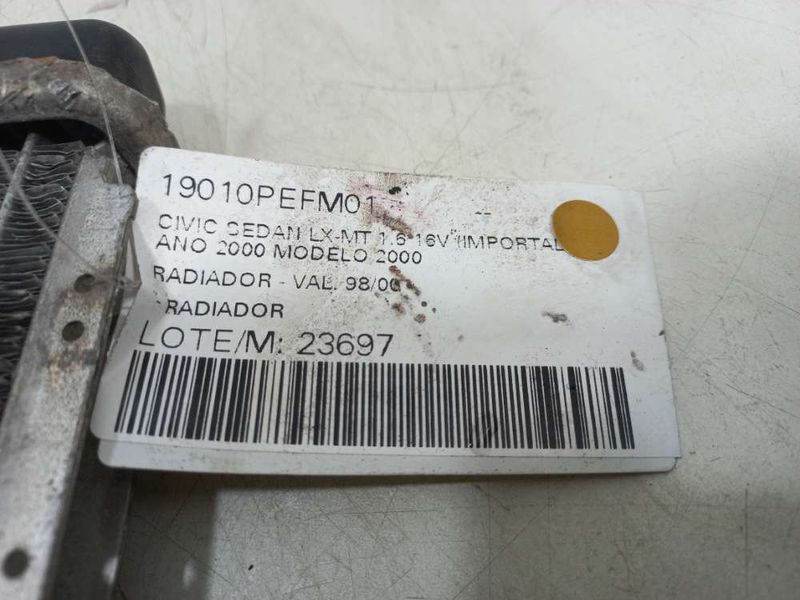 19010PEFM01
--
CIVIC SEDAN LX-MT 1.6 16V (IMPORTAD
ANO 2000 MODELO 2000
RADIADOR - VAL. 98/00
RADIADOR
LOTE/M: 23697